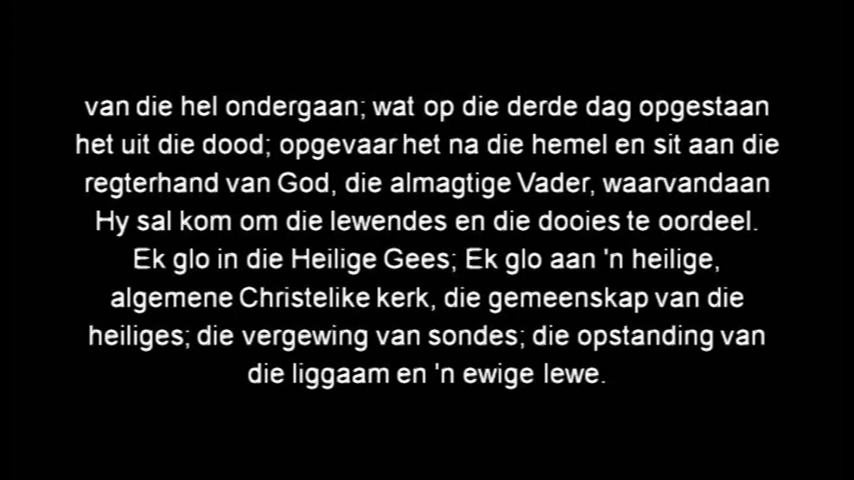 van die hel ondergaan; wat op die derde dag opgestaan
het uit die dood; opgevaar het na die hemel en sit aan die
regterhand van God, die almagtige Vader, waarvandaan
Hy sal kom om die lewendes en die dooies te oordeel.
Ek glo in die Heilige Gees; Ek glo aan 'n heilige,
algemene Christelike kerk, die gemeenskap van die
heiliges; die vergewing van sondes; die opstanding van
die liggaam en 'n ewige lewe.